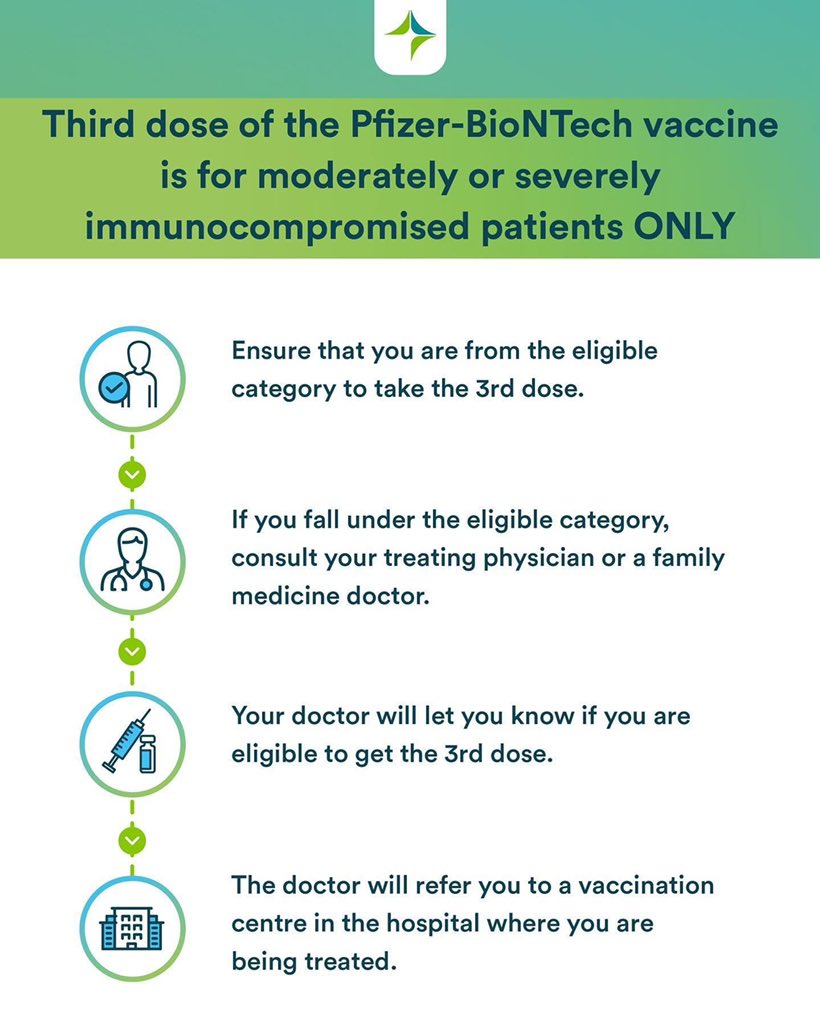 Third dose of the Pfizer-BioNTech vaccine
is for moderately or severely
immunocompromised patients ONLY
Ensure that you are from the eligible
category to take the 3rd dose.
If you fall under the eligible category,
consult your treating physician or a family
medicine doctor.
Your doctor will let you know if you are
eligible to get the 3rd dose.
The doctor will refer you to a vaccination
centre in the hospital where you are
being treated.